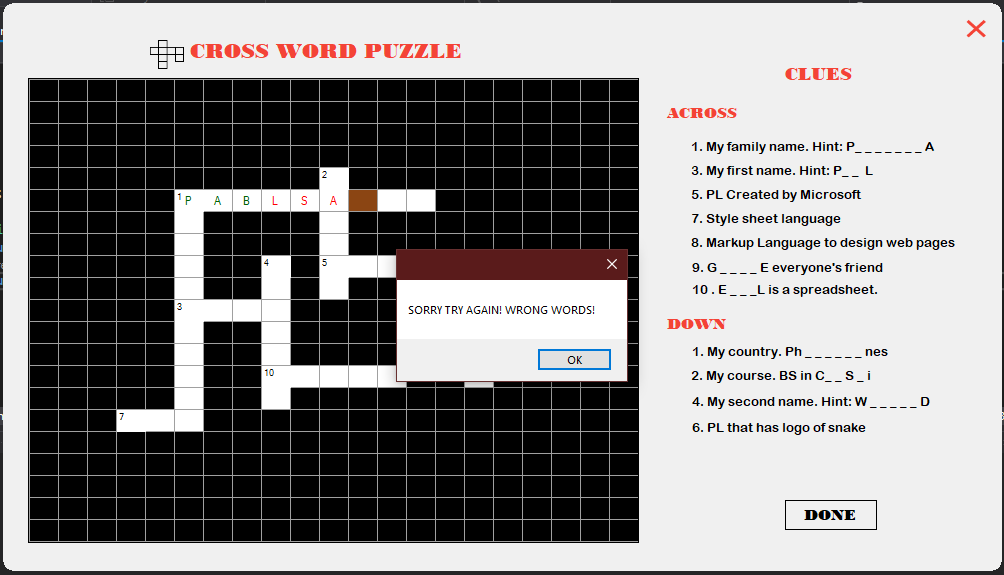 CROSS WORD PUZZLE
CLUES
ACROSS
1. My family name. Hint: P_ _ _ _ _ _ _ A
3. My first name. Hint: P_ _ L
5. PL Created by Microsoft
7. Style sheet language
8. Markup Language to design web pages
9. G _ _ _ _ E everyone's friend
10 . E _ _ _L is a spreadsheet.
DOWN
1. My country. Ph _ _ _ _ _ _ nes
2. My course. BS in C_ _ S _ i
4. My second name. Hint: W _ _ _ _ _ D
6. PL that has logo of snake
DONE
2
1 P A B L S A
4 5
SORRY TRY AGAIN! WRONG WORDS!
3
OK
10
7